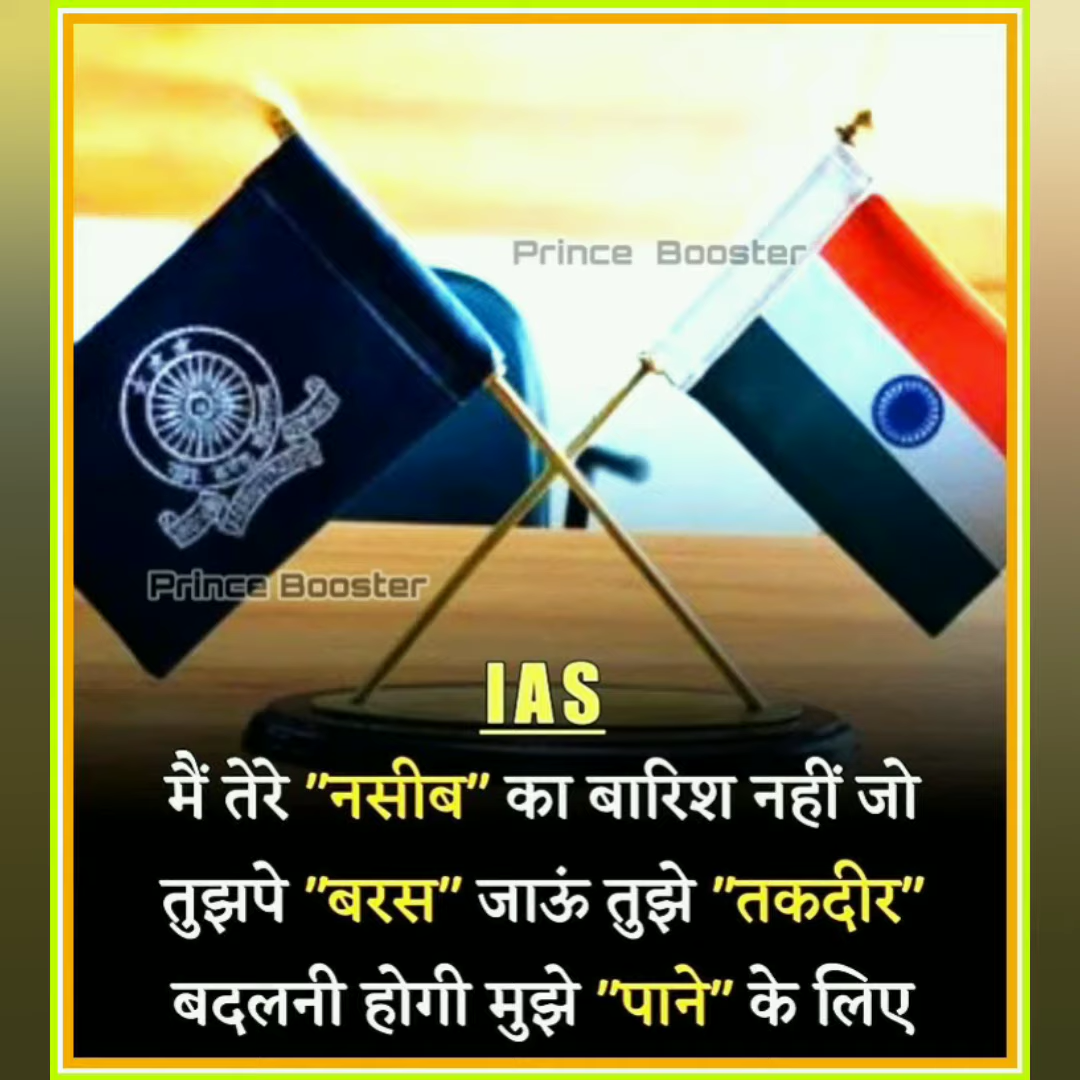 Prince Booster
Prince Booster
IAS
मैं तेरे "नसीब" का बारिश नहीं जो
तुझपे "बरस" जाऊं तुझे "तकदीर"
बदलनी होगी मुझे "पाने" के लिए